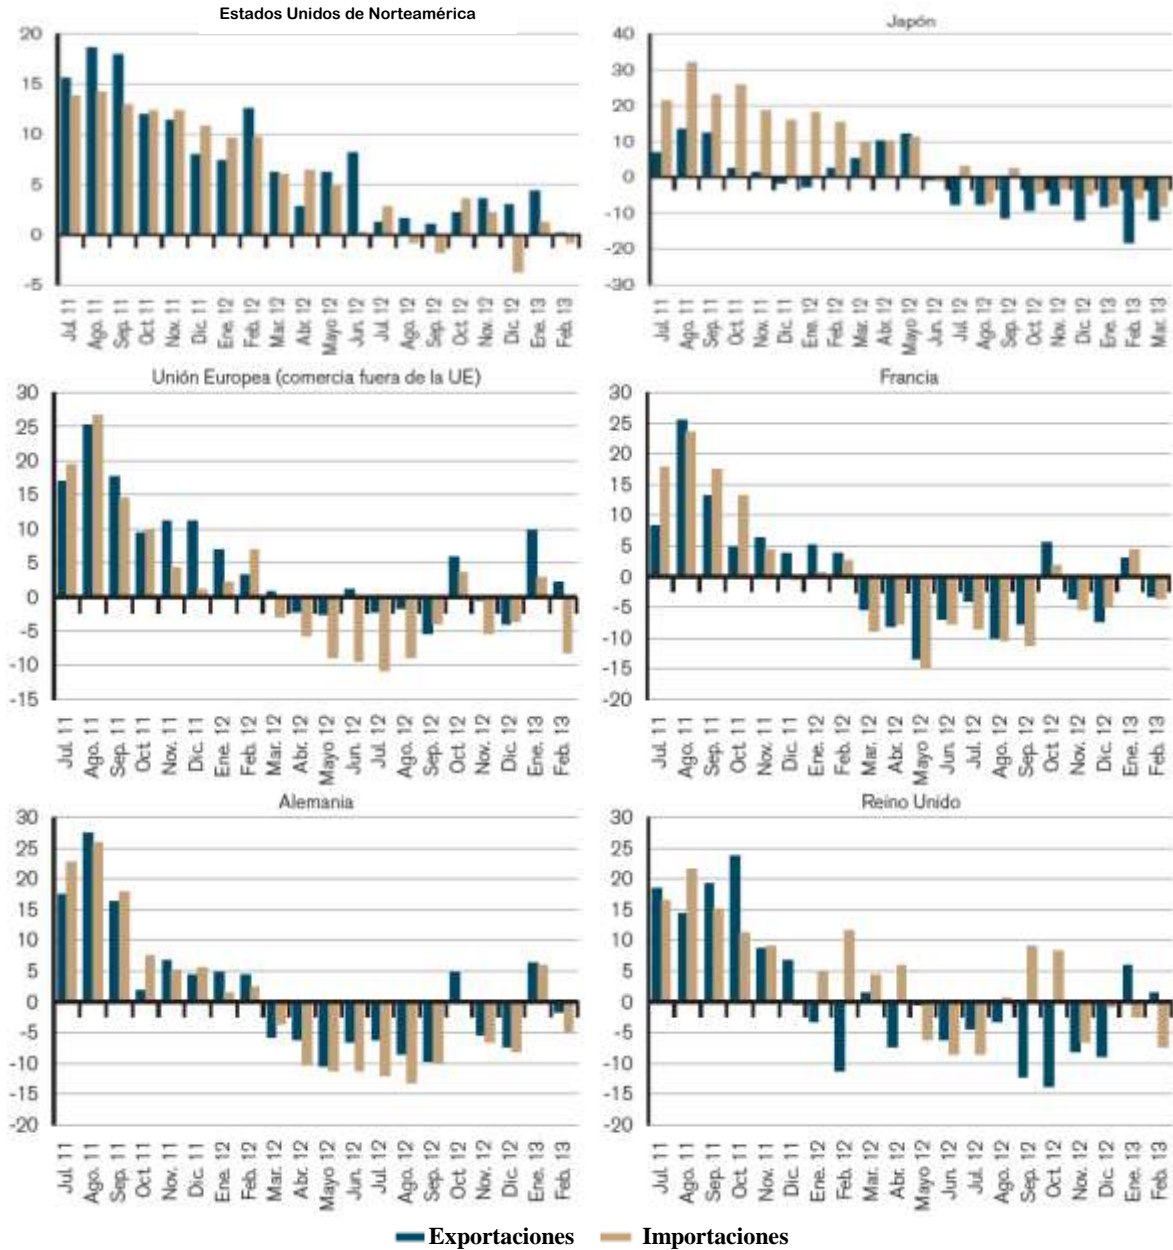 Estados Unidos de Norteamérica
20
15
10
5
0
-5
Jul. 11
Ago. 11
Sep. 11
Oct. 11
Nov. 11
Dic. 11
Ene. 12
Feb. 12
Mar. 12
Abr. 12
Mayo 12
Jun. 12
Jul. 12
Ago. 12
Sep. 12
Oct. 12
Nov. 12
Dic. 12
Ene. 13
Feb. 13
Japón
40
30
20
10
0
-10
-20
-30
Jul. 11
Ago. 11
Sep. 11
Oct. 11
Nov. 11
Dic. 11
Ene. 12
Feb. 12
Mar. 12
Abr. 12
Mayo 12
Jun. 12
Jul. 12
Ago. 12
Sep. 12
Oct. 12
Nov. 12
Dic. 12
Ene. 13
Feb. 13
Mar. 13
Unión Europea (comercia fuera de la UE)
30
25
20
15
10
5
0
-5
-10
-15
Jul. 11
Ago. 11
Sep. 11
Oct. 11
Nov. 11
Dic. 11
Ene. 12
Feb. 12
Mar. 12
Abr. 12
Mayo 12
Jun. 12
Jul. 12
Ago. 12
Sep. 12
Oct. 12
Nov. 12
Dic. 12
Ene. 13
Feb. 13
Francia
30
25
20
15
10
5
0
-5
-10
-15
-20
Jul. 11
Ago. 11
Sep. 11
Oct. 11
Nov. 11
Dic. 11
Ene. 12
Feb. 12
Mar. 12
Abr. 12
Mayo 12
Jun. 12
Jul. 12
Ago. 12
Sep. 12
Oct. 12
Nov. 12
Dic. 12
Ene. 13
Feb. 13
Alemania
30
25
20
15
10
5
0
-5
-10
-15
-20
Jul. 11
Ago. 11
Sep. 11
Oct. 11
Nov. 11
Dic. 11
Ene. 12
Feb. 12
Mar. 12
Abr. 12
Mayo 12
Jun. 12
Jul. 12
Ago. 12
Sep. 12
Oct. 12
Nov. 12
Dic. 12
Ene. 13
Feb. 13
Reino Unido
30
25
20
15
10
5
0
-5
-10
-15
-20
Jul. 11
Ago. 11
Sep. 11
Oct. 11
Nov. 11
Dic. 11
Ene. 12
Feb. 12
Mar. 12
Abr. 12
Mayo 12
Jun. 12
Jul. 12
Ago. 12
Sep. 12
Oct. 12
Nov. 12
Dic. 12
Ene. 13
Feb. 13
Exportaciones Importaciones